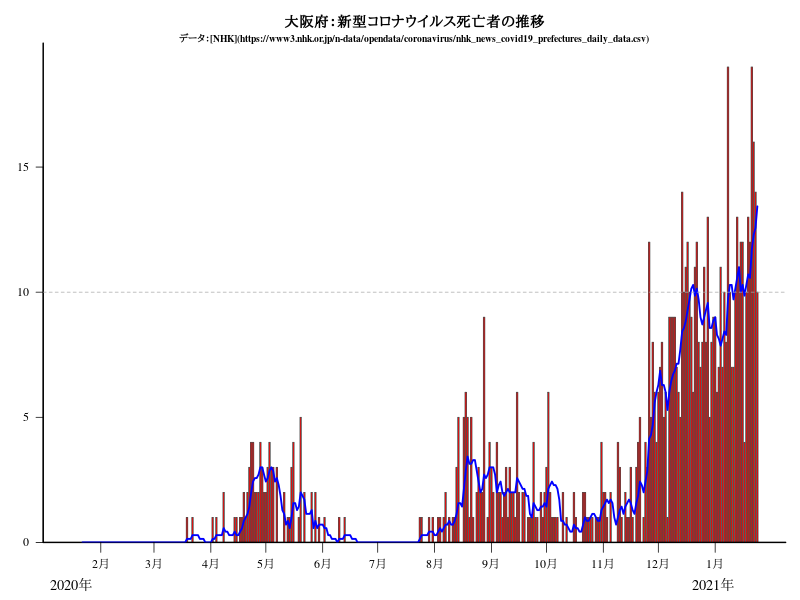 大阪府：新型コロナウイルス死亡者の推移
データ：[NHK](https://www3.nhk.or.jp/n-data/opendata/coronavirus/nhk_news_covid19_prefectures_daily_data.csv)
15
10
5
0
2月 3月 4月 5月 6月 7月 8月 9月 10月 11月 12月 1月
2020年 2021年